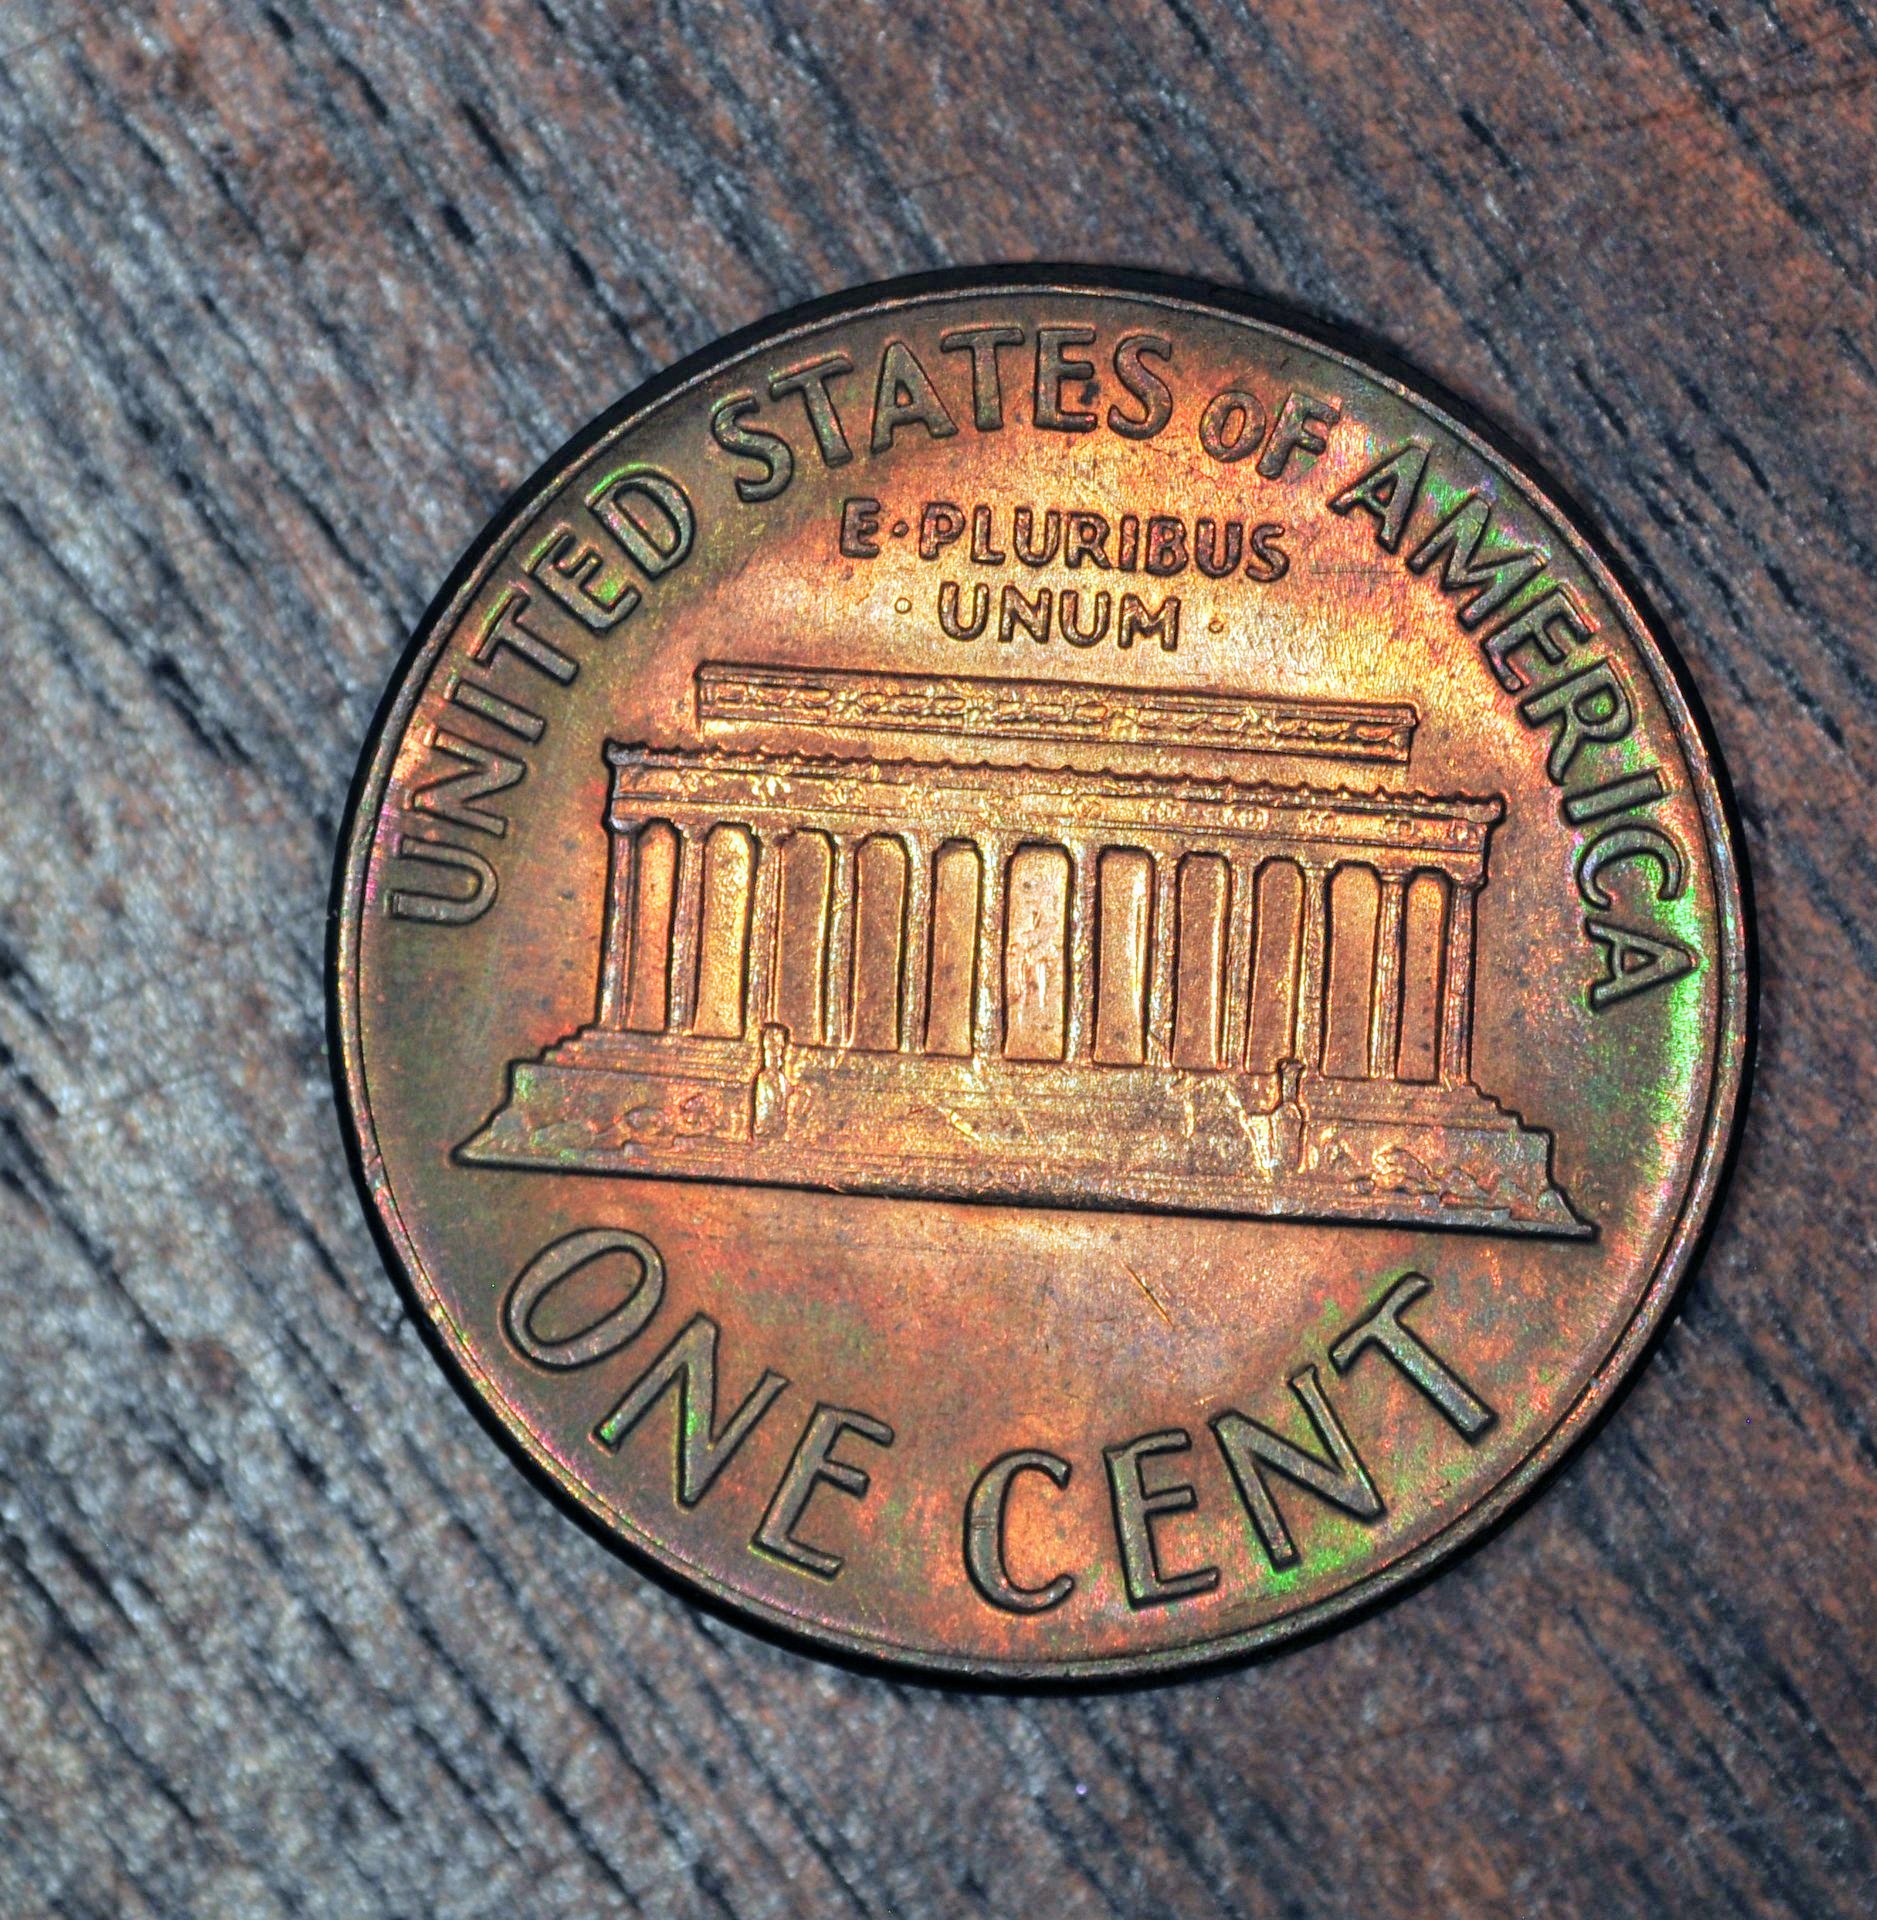 UNITED STATES OF AMERICA
E·PLURIBUS
· UNUM ·
ONE CENT